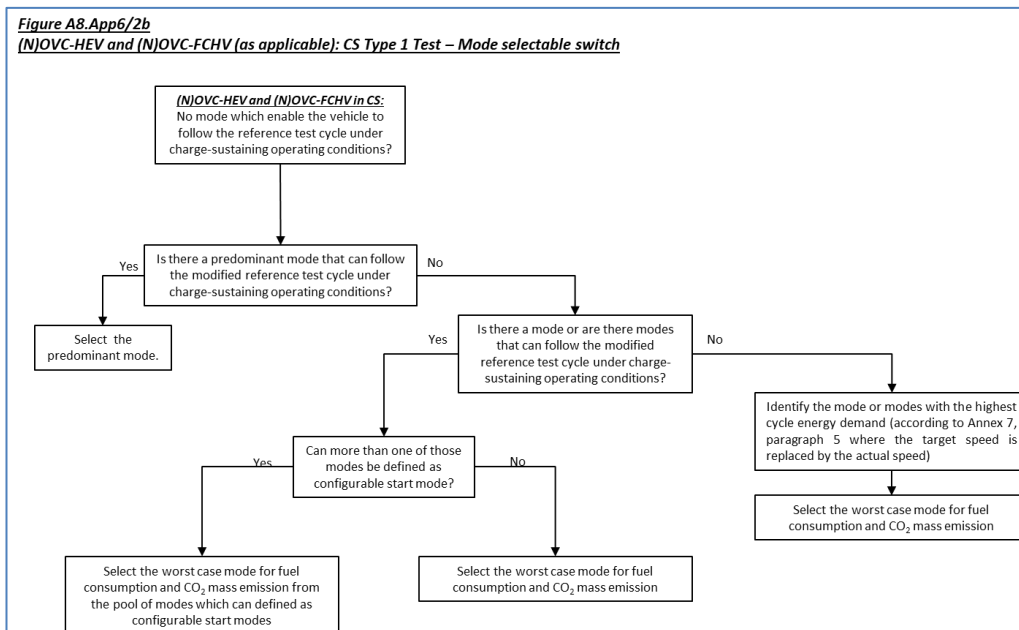 Figure A8.App6/2b
(N)OVC-HEV and (N)OVC-FCHV (as applicable): CS Type 1 Test – Mode selectable switch
(N)OVC-HEV and (N)OVC-FCHV in CS:
No mode which enable the vehicle to
follow the reference test cycle under
charge-sustaining operating conditions?
Yes
Is there a predominant mode that can follow
the modified reference test cycle under
charge-sustaining operating conditions?
No
Select the
predominant mode.
Yes
Is there a mode or are there modes
that can follow the modified
reference test cycle under charge-
sustaining operating conditions?
No
Identify the mode or modes with the highest
cycle energy demand (according to Annex 7,
paragraph 5 where the target speed is
replaced by the actual speed)
Yes
Can more than one of those
modes be defined as
configurable start mode?
No
Select the worst case mode for fuel
consumption and CO₂ mass emission
Select the worst case mode for fuel
consumption and CO₂ mass emission from
the pool of modes which can defined as
configurable start modes
Select the worst case mode for fuel
consumption and CO₂ mass emission